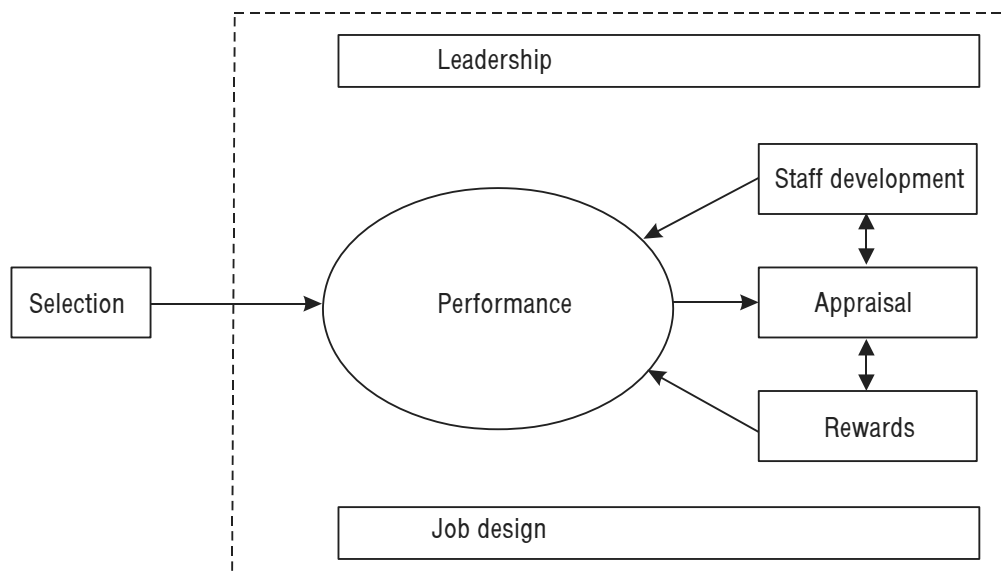 Leadership
Staff development
Selection
Performance
Appraisal
Rewards
Job design